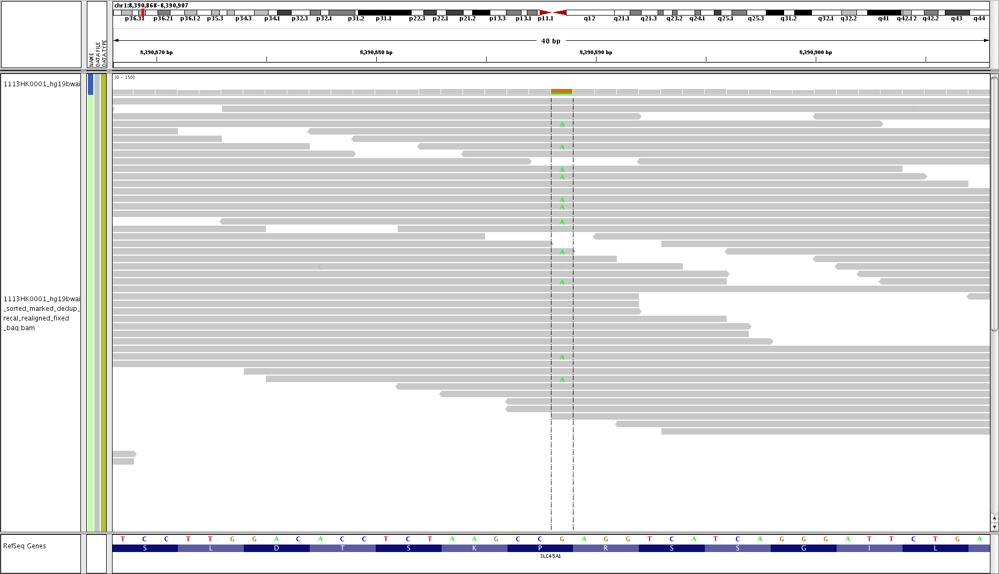 chr1:8,390,868-8,390,907
p36.31 p36.21 p36.12 p35.3 p34.3 p34.1 p32.3 p32.1 p31.2 p31.1 p22.3 p22.1 p21.2 p13.3 p13.1 p11.1 q12 q21.1 q21.3 q23.2 q24.1 q25.1 q25.3 q31.2 q32.1 q32.2 q41 q42.12 q42.2 q43 q44
40 bp
NAME
DATA FILE
DATA TYPE
8,390,870 bp 8,390,880 bp 8,390,890 bp 8,390,900 bp
[0 - 150]
1113HK0001_hg19bwai
A
A
A
A
A
A
A
A
C
A
A
A
1113HK0001_hg19bwai
_sorted_marked_dedup_
recal_realigned_fixed
_baq.bam
T C C T T G G A C A C C T C T A A G C C G A G G T C A T C A G G G A T T C T G A
RefSeq Genes
S L D T S K P R S S G I L
SLC45A1